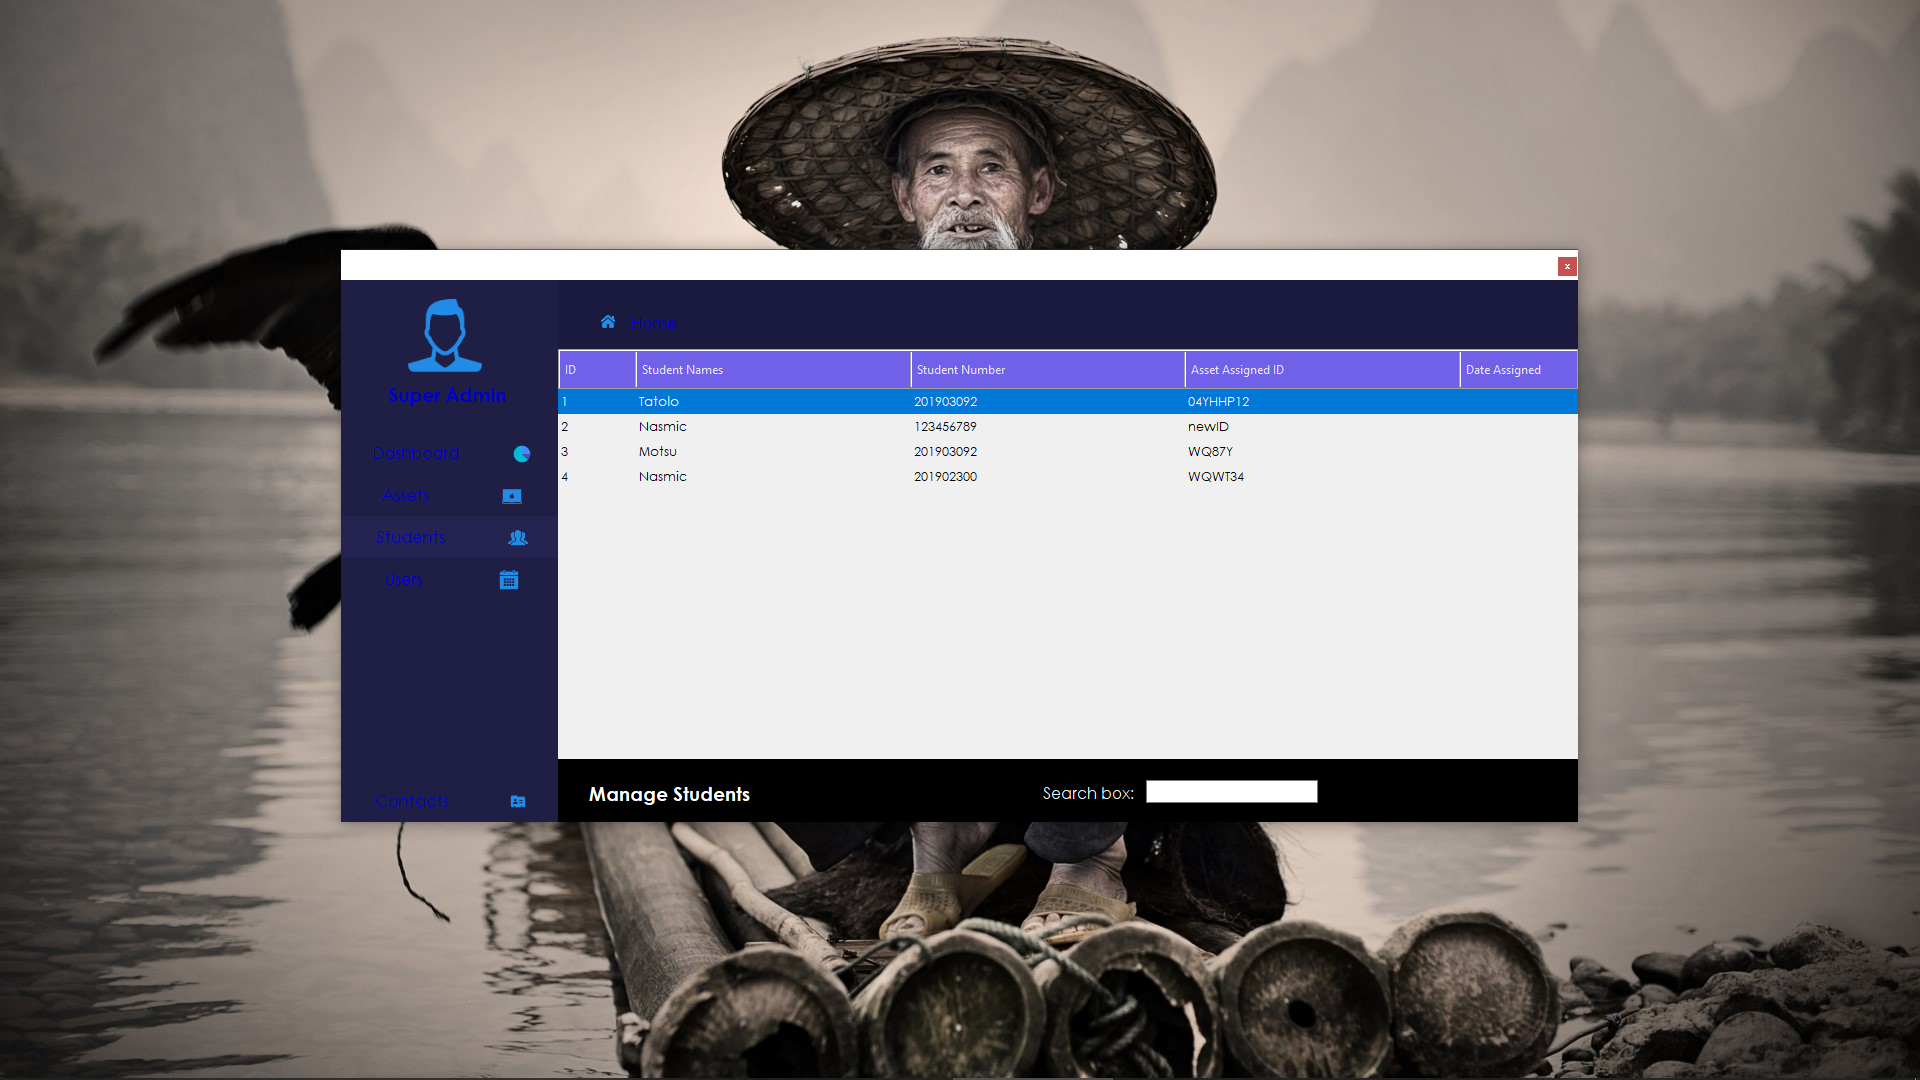 x
Home
Super Admin
Dashboard
Assets
Students
Users
Contacts
ID Student Names Student Number Asset Assigned ID Date Assigned
1 Tatolo 201903092 04YHHP12
2 Nasmic 123456789 newID
3 Motsu 201903092 WQ87Y
4 Nasmic 201902300 WQWT34
Manage Students Search box: